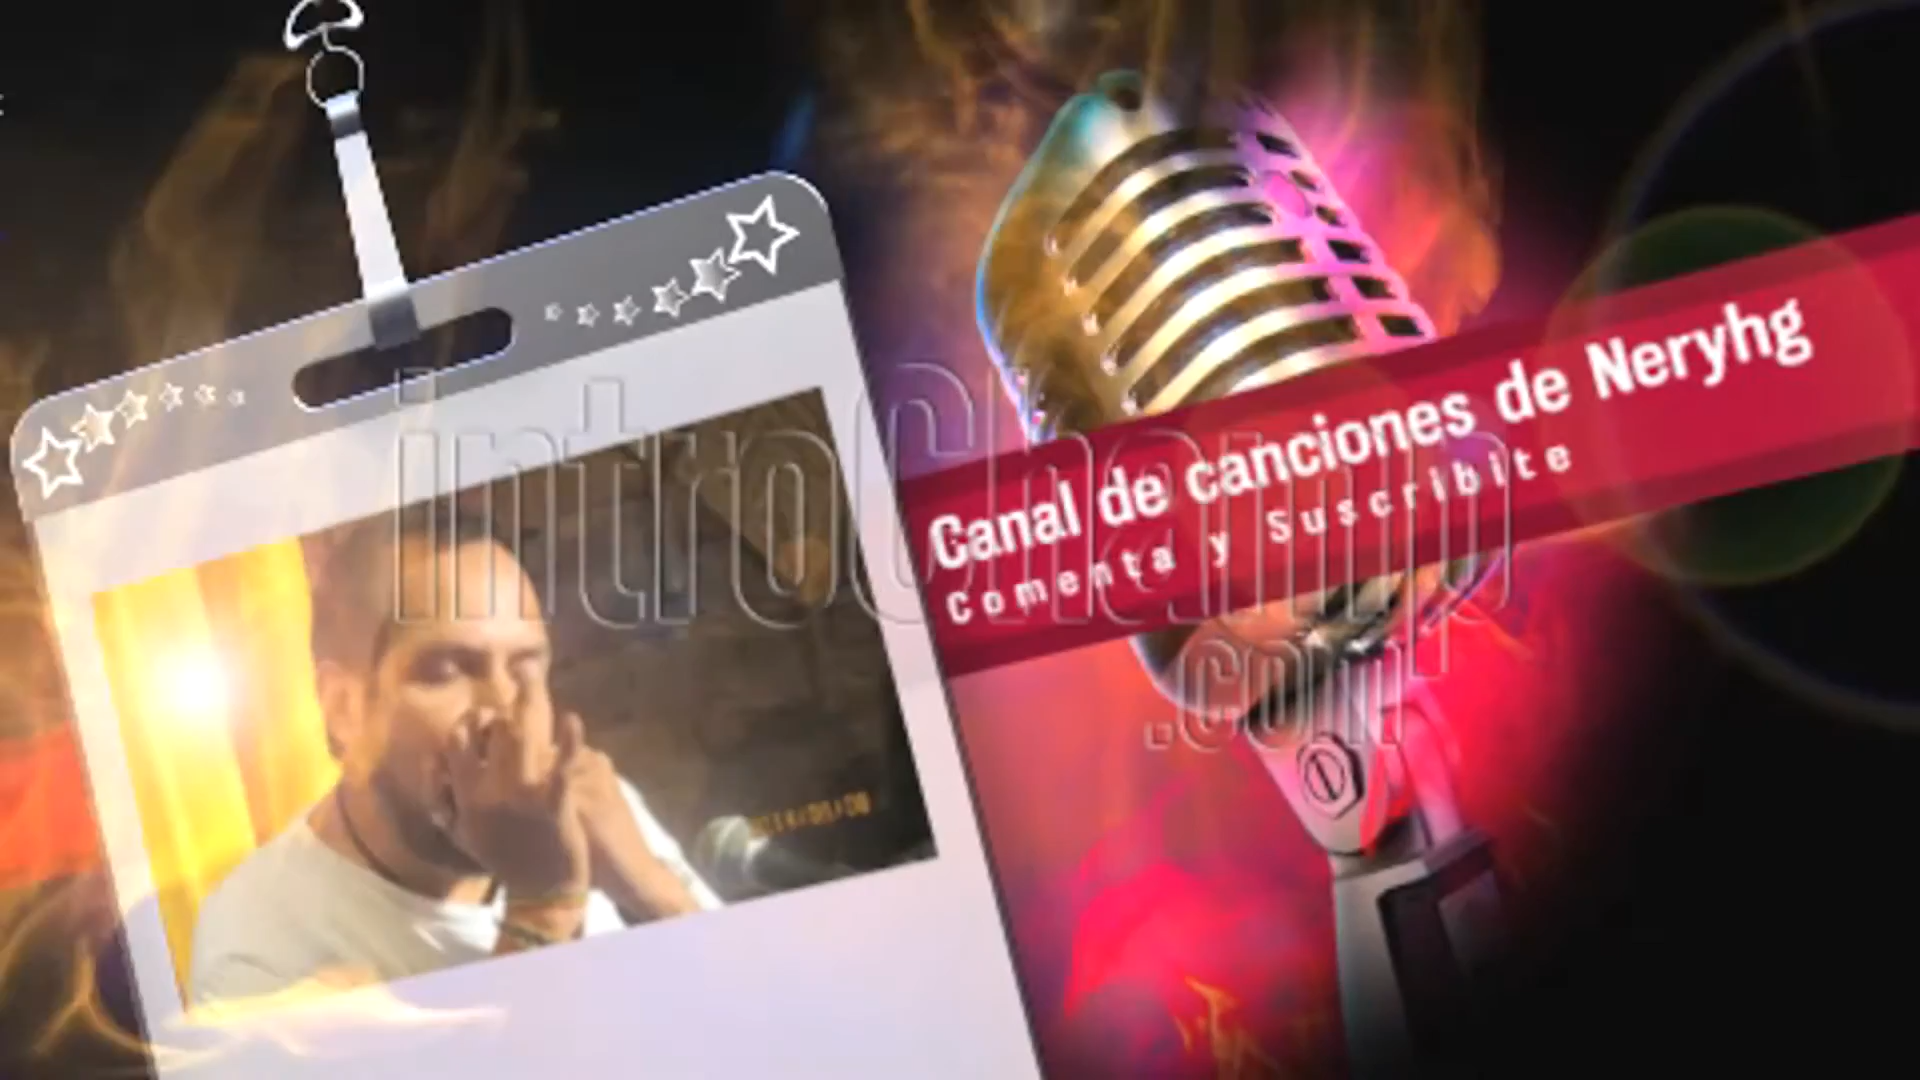 Canal de canciones de Neryhg
Comenta y Suscribite
introChamp
.com